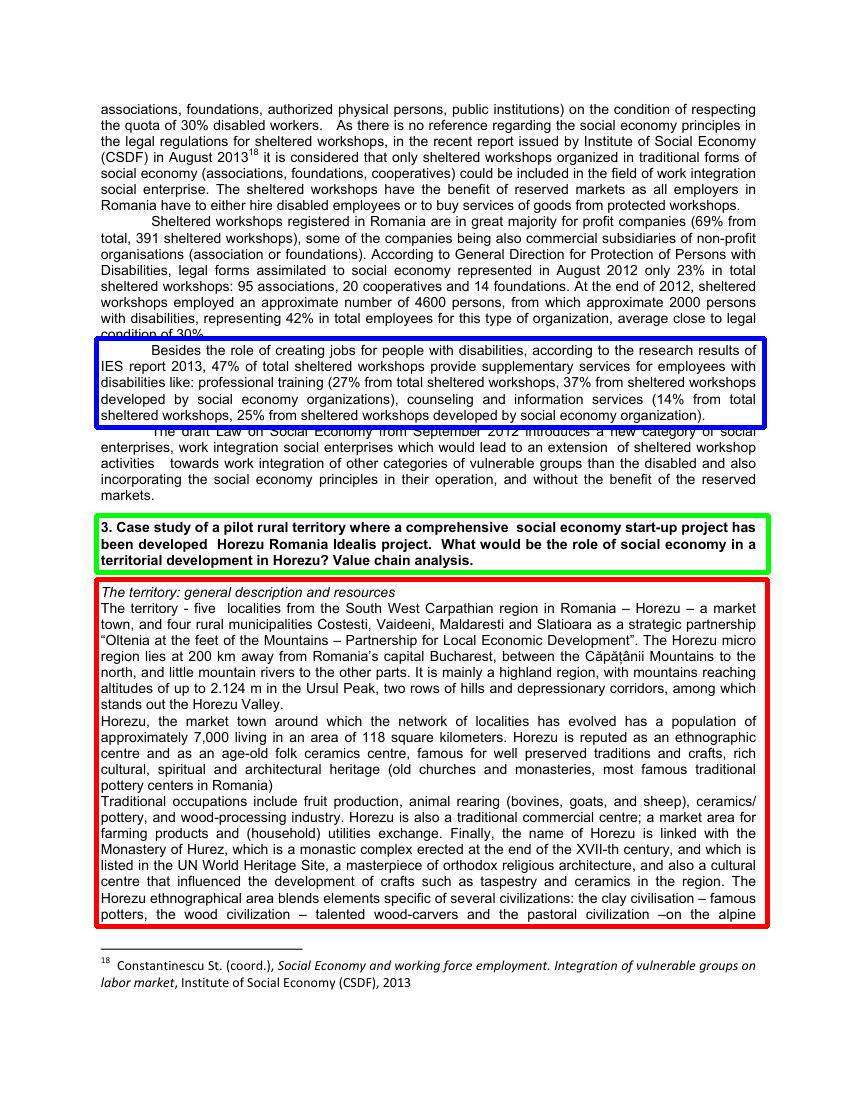 associations, foundations, authorized physical persons, public institutions) on the condition of respecting
the quota of 30% disabled workers. As there is no reference regarding the social economy principles in
the legal regulations for sheltered workshops, in the recent report issued by Institute of Social Economy
(CSDF) in August 2013¹⁸ it is considered that only sheltered workshops organized in traditional forms of
social economy (associations, foundations, cooperatives) could be included in the field of work integration
social enterprise. The sheltered workshops have the benefit of reserved markets as all employers in
Romania have to either hire disabled employees or to buy services of goods from protected workshops.
Sheltered workshops registered in Romania are in great majority for profit companies (69% from
total, 391 sheltered workshops), some of the companies being also commercial subsidiaries of non-profit
organisations (association or foundations). According to General Direction for Protection of Persons with
Disabilities, legal forms assimilated to social economy represented in August 2012 only 23% in total
sheltered workshops: 95 associations, 20 cooperatives and 14 foundations. At the end of 2012, sheltered
workshops employed an approximate number of 4600 persons, from which approximate 2000 persons
with disabilities, representing 42% in total employees for this type of organization, average close to legal
condition of 30%.
Besides the role of creating jobs for people with disabilities, according to the research results of
IES report 2013, 47% of total sheltered workshops provide supplementary services for employees with
disabilities like: professional training (27% from total sheltered workshops, 37% from sheltered workshops
developed by social economy organizations), counseling and information services (14% from total
sheltered workshops, 25% from sheltered workshops developed by social economy organization).
The draft Law on Social Economy from September 2012 introduces a new category of social
enterprises, work integration social enterprises which would lead to an extension of sheltered workshop
activities towards work integration of other categories of vulnerable groups than the disabled and also
incorporating the social economy principles in their operation, and without the benefit of the reserved
markets.
3. Case study of a pilot rural territory where a comprehensive social economy start-up project has
been developed Horezu Romania Idealis project. What would be the role of social economy in a
territorial development in Horezu? Value chain analysis.
The territory: general description and resources
The territory - five localities from the South West Carpathian region in Romania – Horezu – a market
town, and four rural municipalities Costesti, Vaideeni, Maldaresti and Slatioara as a strategic partnership
“Oltenia at the feet of the Mountains – Partnership for Local Economic Development”. The Horezu micro
region lies at 200 km away from Romania’s capital Bucharest, between the Căpățânii Mountains to the
north, and little mountain rivers to the other parts. It is mainly a highland region, with mountains reaching
altitudes of up to 2.124 m in the Ursul Peak, two rows of hills and depressionary corridors, among which
stands out the Horezu Valley.
Horezu, the market town around which the network of localities has evolved has a population of
approximately 7,000 living in an area of 118 square kilometers. Horezu is reputed as an ethnographic
centre and as an age-old folk ceramics centre, famous for well preserved traditions and crafts, rich
cultural, spiritual and architectural heritage (old churches and monasteries, most famous traditional
pottery centers in Romania)
Traditional occupations include fruit production, animal rearing (bovines, goats, and sheep), ceramics/
pottery, and wood-processing industry. Horezu is also a traditional commercial centre; a market area for
farming products and (household) utilities exchange. Finally, the name of Horezu is linked with the
Monastery of Hurez, which is a monastic complex erected at the end of the XVII-th century, and which is
listed in the UN World Heritage Site, a masterpiece of orthodox religious architecture, and also a cultural
centre that influenced the development of crafts such as taspestry and ceramics in the region. The
Horezu ethnographical area blends elements specific of several civilizations: the clay civilisation – famous
potters, the wood civilization – talented wood-carvers and the pastoral civilization –on the alpine
¹⁸ Constantinescu St. (coord.), Social Economy and working force employment. Integration of vulnerable groups on
labor market, Institute of Social Economy (CSDF), 2013